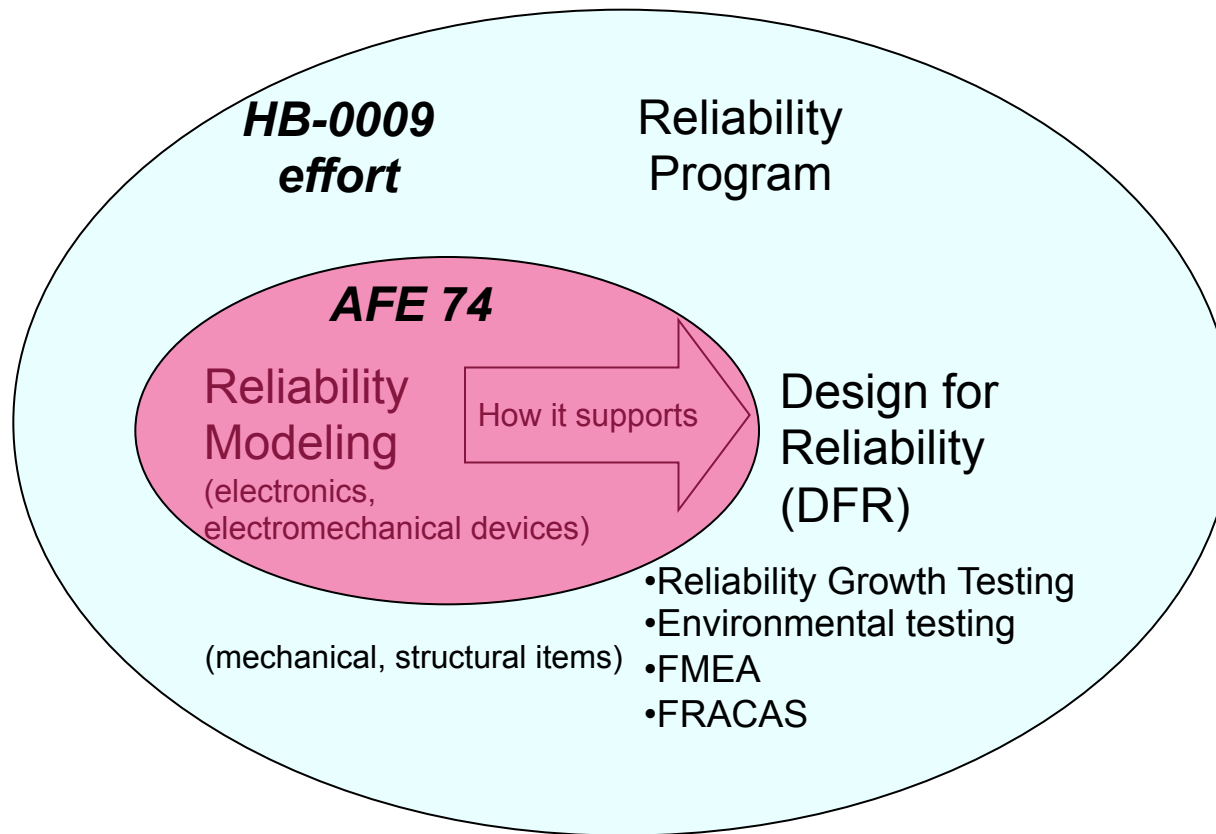 HB-0009
effort
Reliability
Program
AFE 74
Reliability
Modeling
(electronics,
electromechanical devices)
How it supports
Design for
Reliability
(DFR)
•Reliability Growth Testing
•Environmental testing
•FMEA
•FRACAS
(mechanical, structural items)